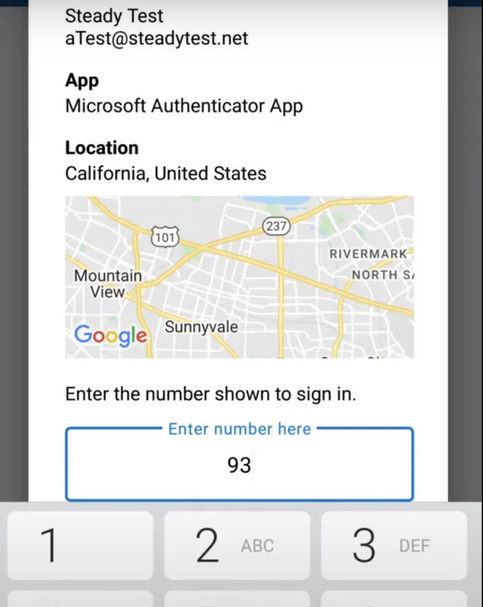 Steady Test
aTest@steadytest.net
App
Microsoft Authenticator App
Location
California, United States
101
237
RIVERMARK
NORTH
Mountain
View
Google
Sunnyvale
Enter the number shown to sign in.
Enter number here
93
1
2 ABC
3 DEF